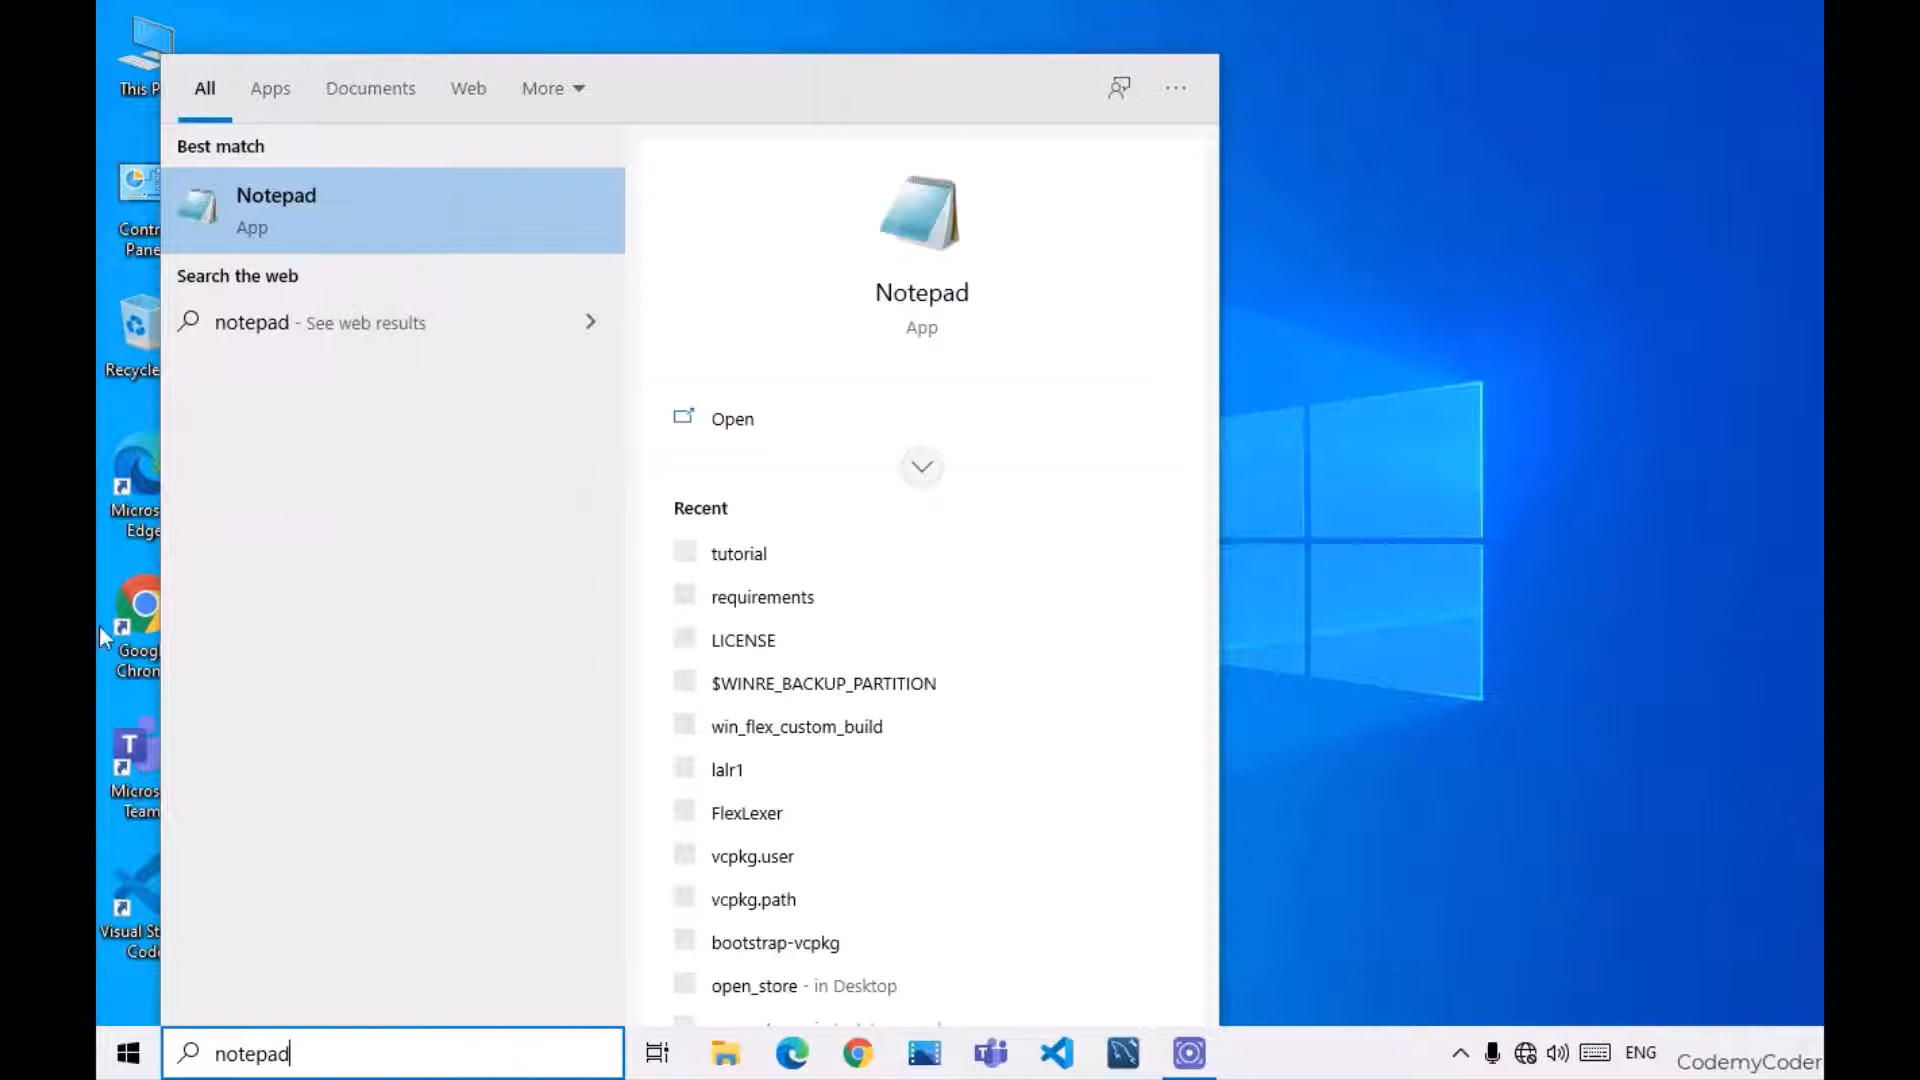 This P
Contr
Pane
Recycle
Micros
Edge
Googl
Chrom
T
Micros
Team
Visual St
Code
All Apps Documents Web More
Best match
Notepad
App
Search the web
notepad - See web results
Notepad
App
Open
Recent
tutorial
requirements
LICENSE
$WINRE_BACKUP_PARTITION
win_flex_custom_build
lalr1
FlexLexer
vcpkg.user
vcpkg.path
bootstrap-vcpkg
open_store - in Desktop
notepad
ENG
CodemyCoder